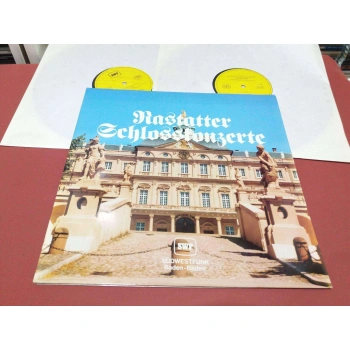 Rastatter
Schlosskonzerte
SWF
SÜDWESTFUNK
Baden-Baden